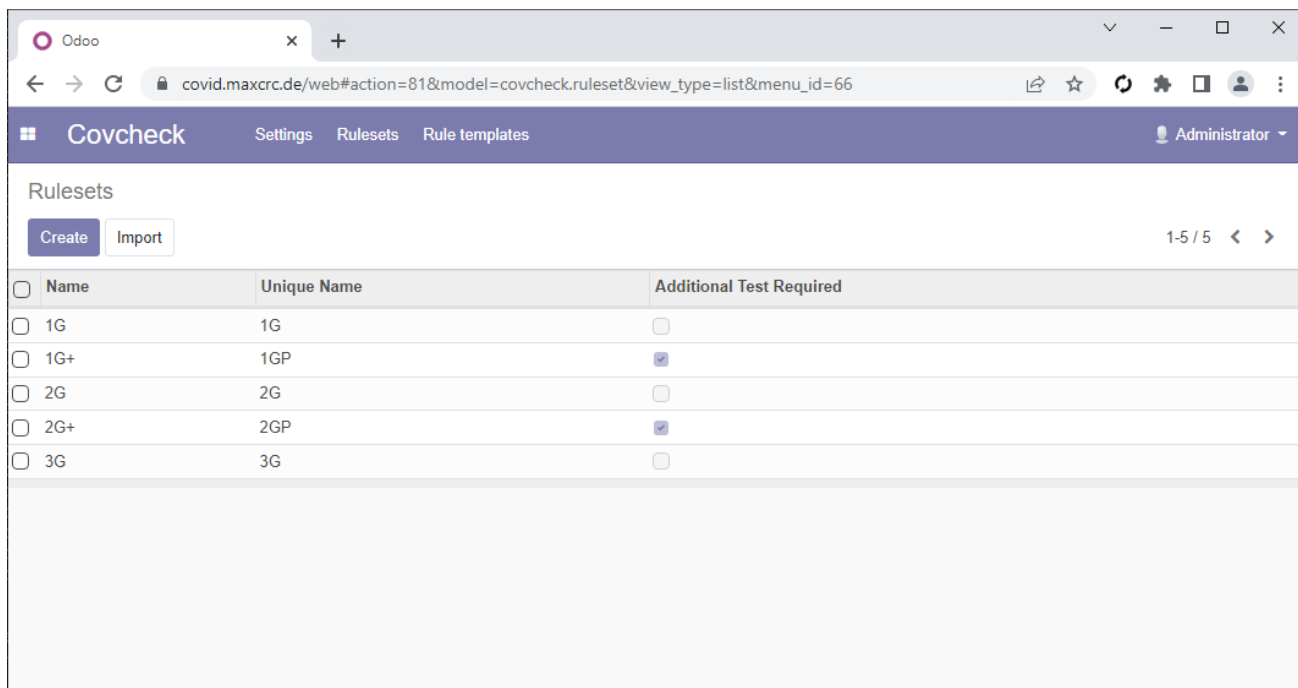 Odoo
covid.maxcrc.de/web#action=81&model=covcheck.ruleset&view_type=list&menu_id=66
Covcheck Settings Rulesets Rule templates Administrator
Rulesets
Create Import 1-5 / 5
Name Unique Name Additional Test Required
1G 1G
1G+ 1GP
2G 2G
2G+ 2GP
3G 3G